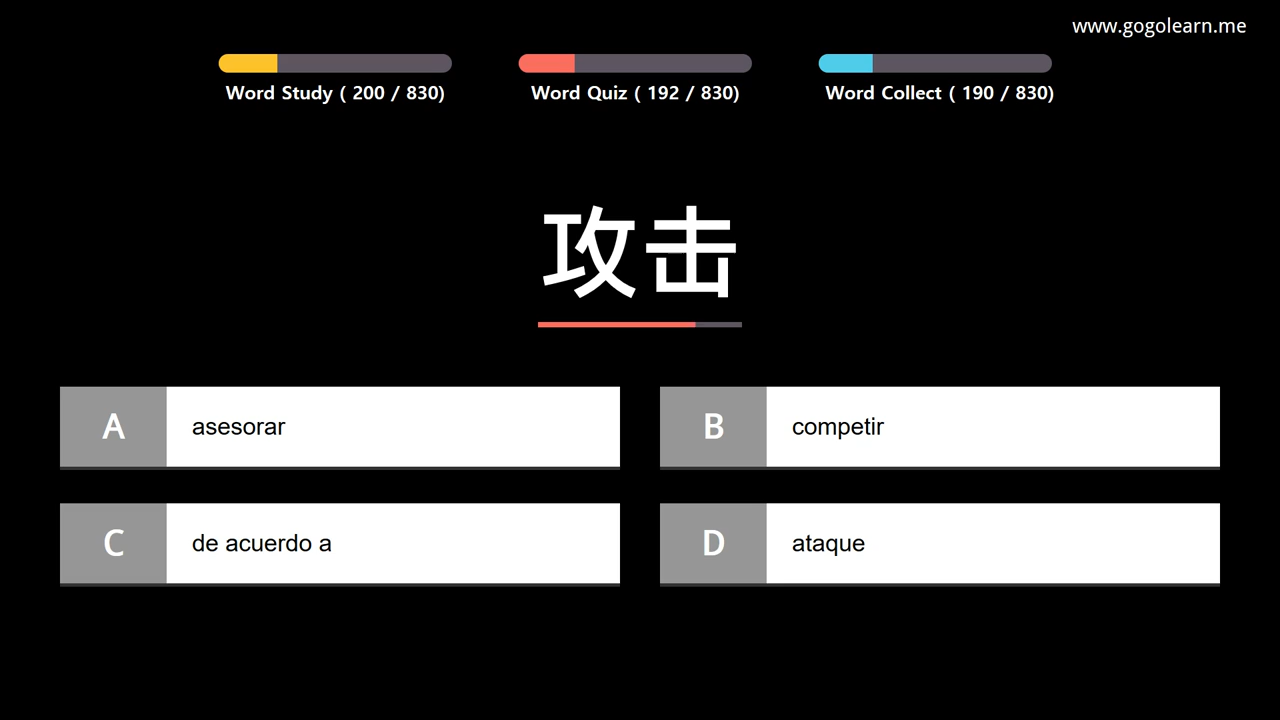 www.gogolearn.me
Word Study ( 200 / 830)
Word Quiz ( 192 / 830)
Word Collect ( 190 / 830)
攻击
A asesorar
B competir
C de acuerdo a
D ataque